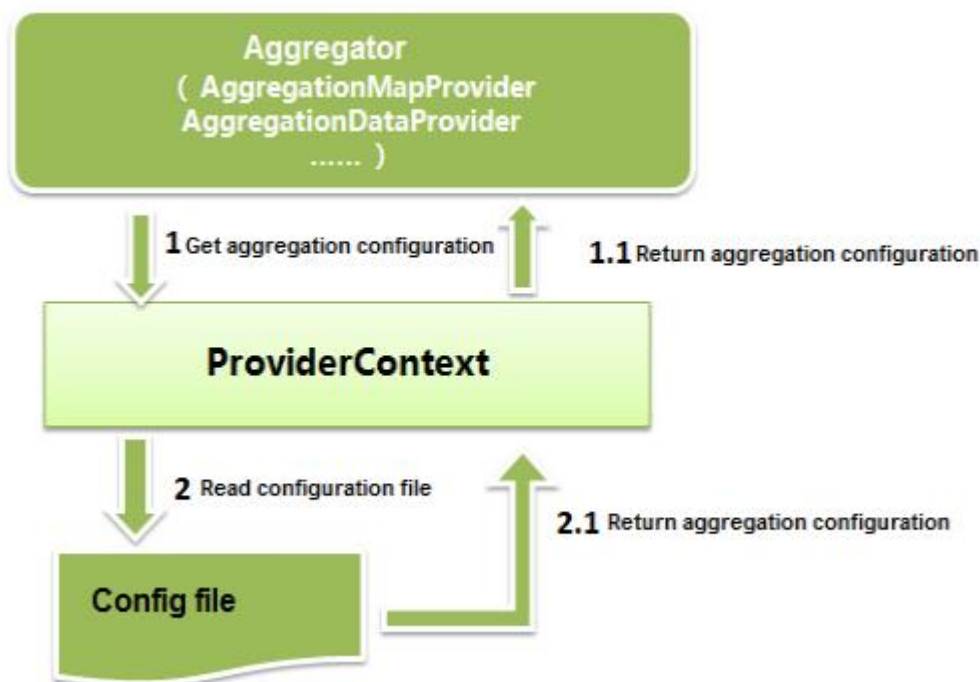 Aggregator
( AggregationMapProvider
AggregationDataProvider
...... )
1 Get aggregation configuration
1.1 Return aggregation configuration
ProviderContext
2 Read configuration file
2.1 Return aggregation configuration
Config file